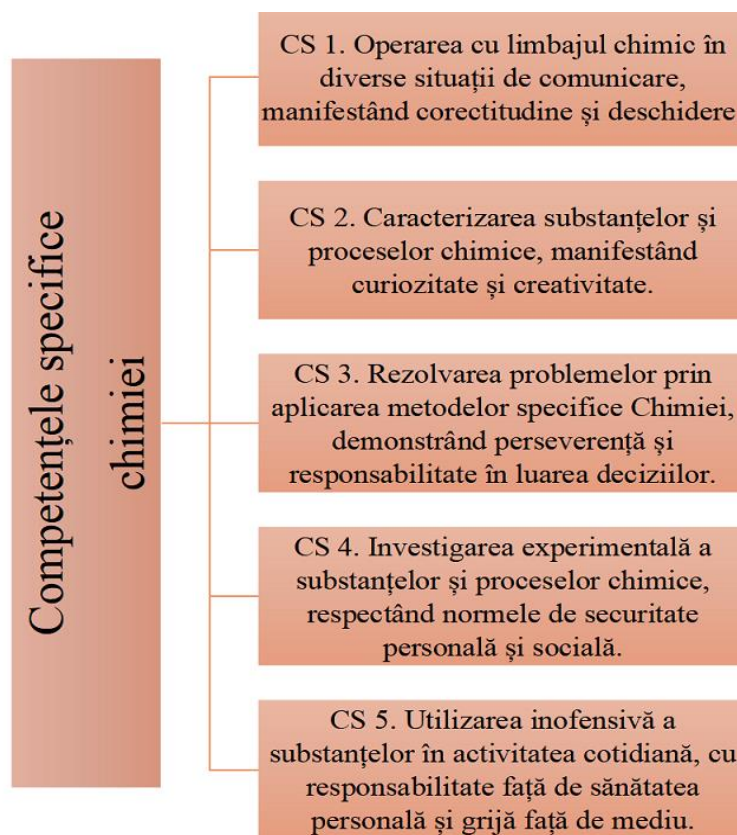 Competențele specifice
chimiei
CS 1. Operarea cu limbajul chimic în
diverse situații de comunicare,
manifestând corectitudine și deschidere
CS 2. Caracterizarea substanțelor și
proceselor chimice, manifestând
curiozitate și creativitate.
CS 3. Rezolvarea problemelor prin
aplicarea metodelor specifice Chimiei,
demonstrând perseverență și
responsabilitate în luarea deciziilor.
CS 4. Investigarea experimentală a
substanțelor și proceselor chimice,
respectând normele de securitate
personală și socială.
CS 5. Utilizarea inofensivă a
substanțelor în activitatea cotidiană, cu
responsabilitate față de sănătatea
personală și grijă față de mediu.